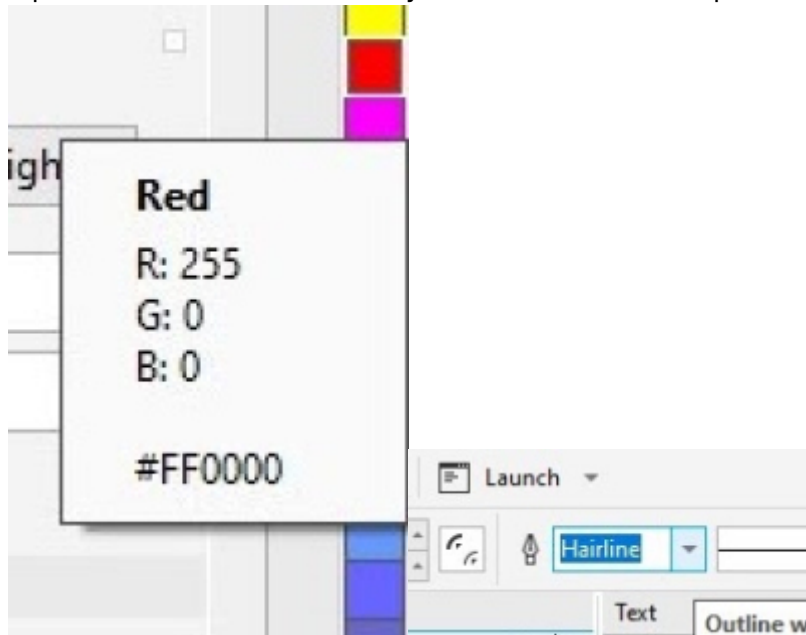 igh
Red
R: 255
G: 0
B: 0
#FF0000
Launch
Hairline
Text
Outline w